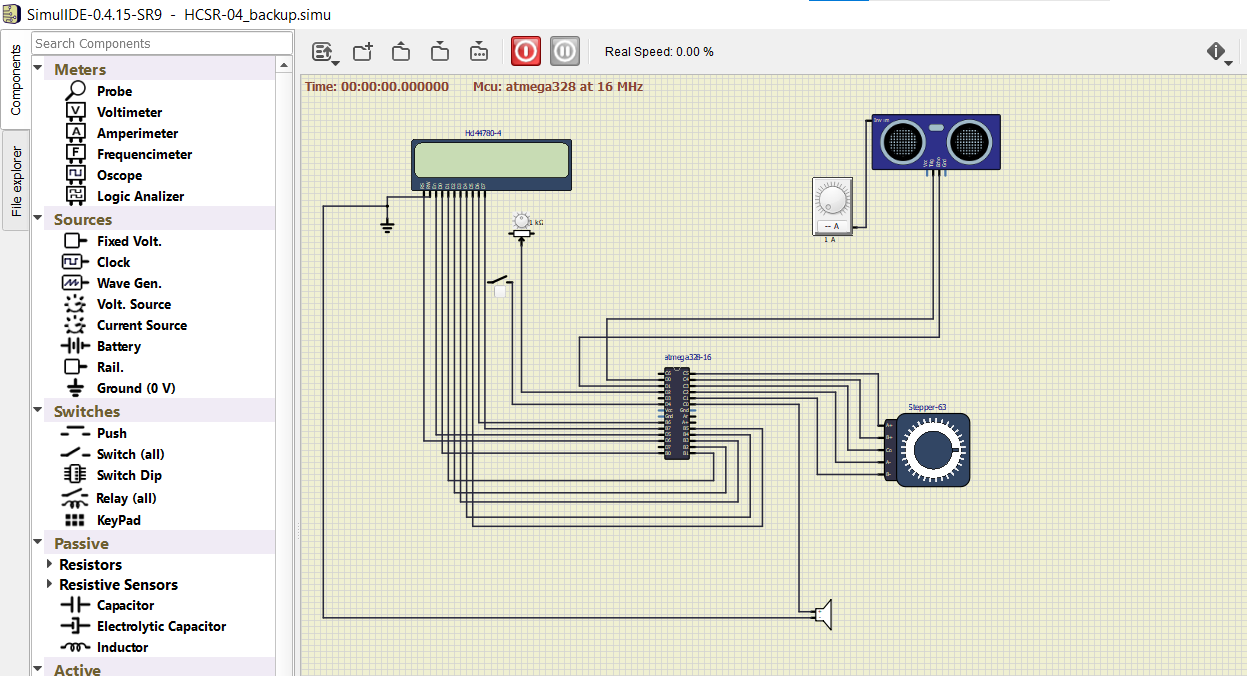 SimulIDE-0.4.15-SR9 - HCSR-04_backup.simu
Components
File explorer
Search Components
Meters
Probe
Voltimeter
Amperimeter
Frequencimeter
Oscope
Logic Analizer
Sources
Fixed Volt.
Clock
Wave Gen.
Volt. Source
Current Source
Battery
Rail.
Ground (0 V)
Switches
Push
Switch (all)
Switch Dip
Relay (all)
KeyPad
Passive
Resistors
Resistive Sensors
Capacitor
Electrolytic Capacitor
Inductor
Active
Real Speed: 0.00 %
Time: 00:00:00.000000 Mcu: atmega328 at 16 MHz
Hd44780-4
1 kΩ
-- A
1 A
atmega328-16
Stepper-63